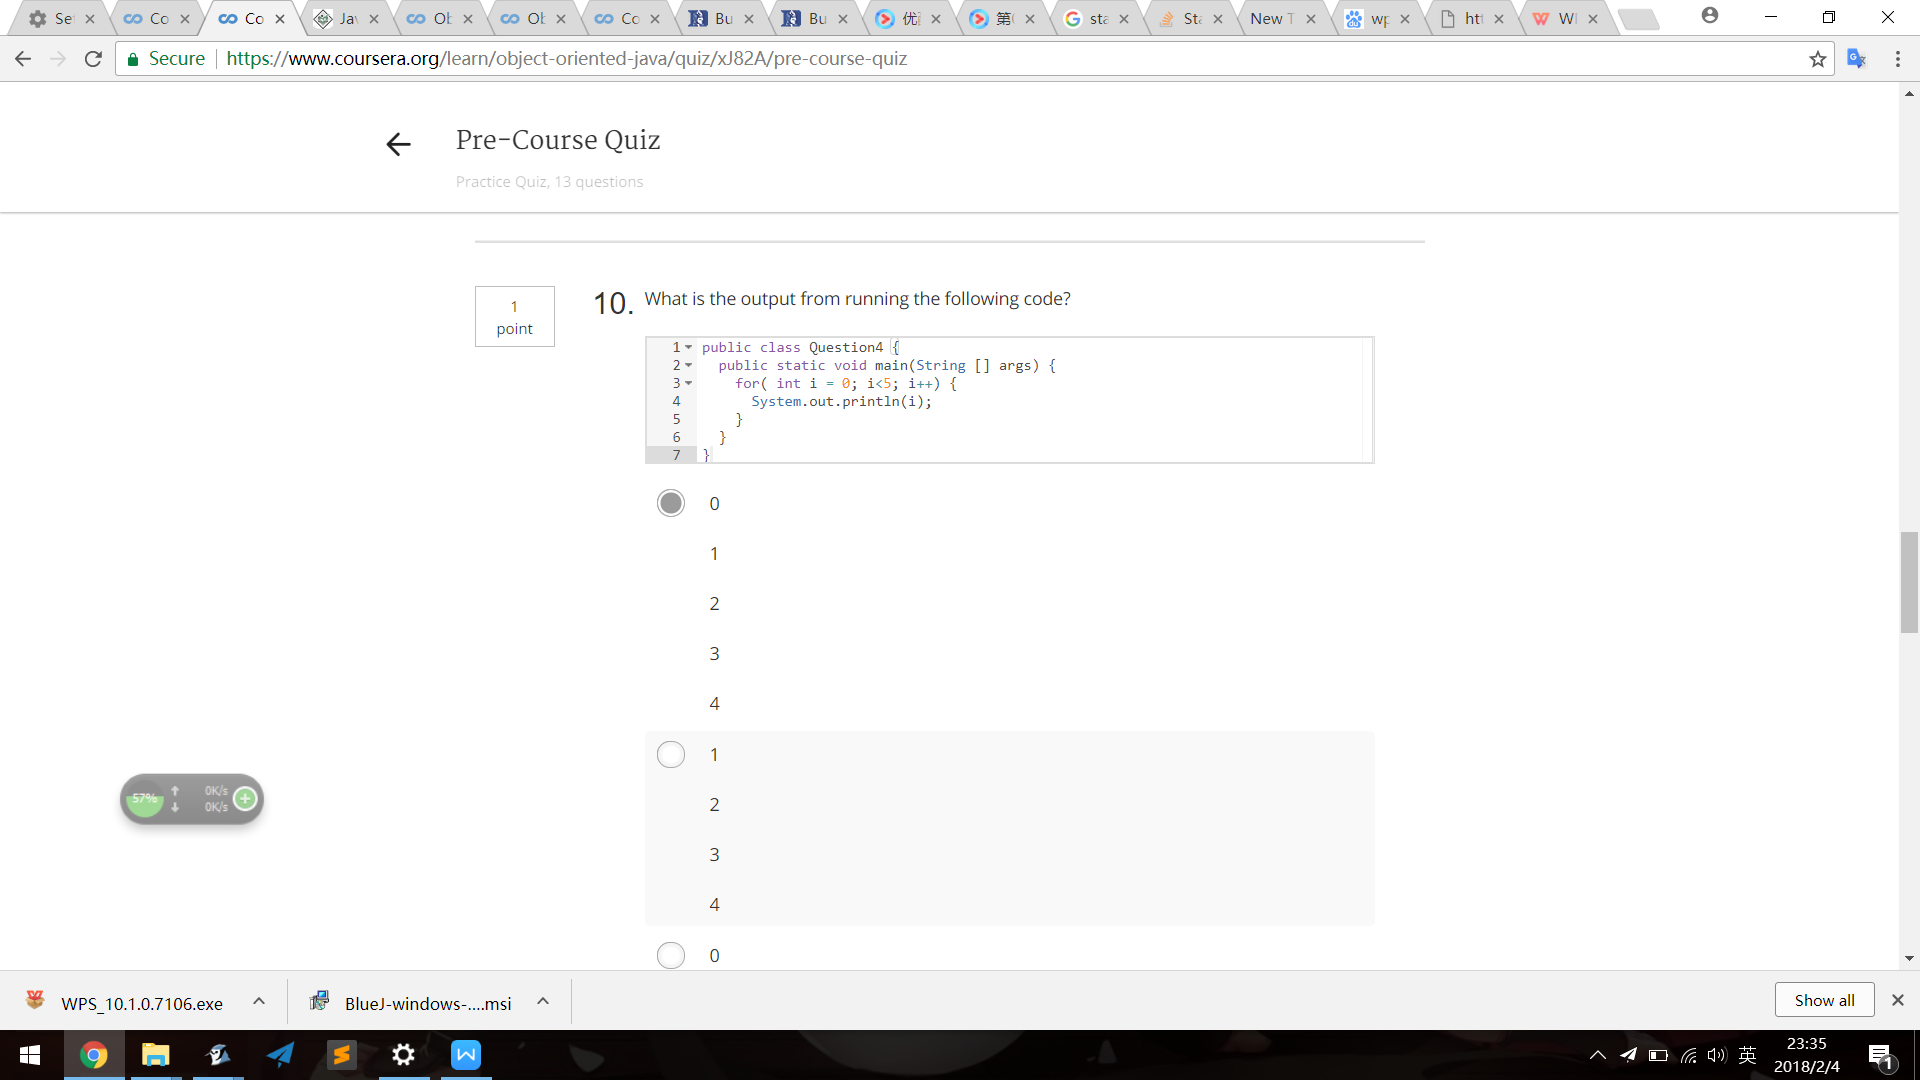 Se Co Co Ja Ob Ob Co Bu Bu 优 第 sta Sta New T wp htt W
Secure https://www.coursera.org/learn/object-oriented-java/quiz/xJ82A/pre-course-quiz
Pre-Course Quiz
Practice Quiz, 13 questions
1
point
10. What is the output from running the following code?
1 public class Question4 {
2 public static void main(String [] args) {
3 for( int i = 0; i<5; i++) {
4 System.out.println(i);
5 }
6 }
7 }
0
1
2
3
4
1
2
3
4
0
57% 0K/s
0K/s
WPS_10.1.0.7106.exe BlueJ-windows-....msi Show all
英 23:35
2018/2/4
1